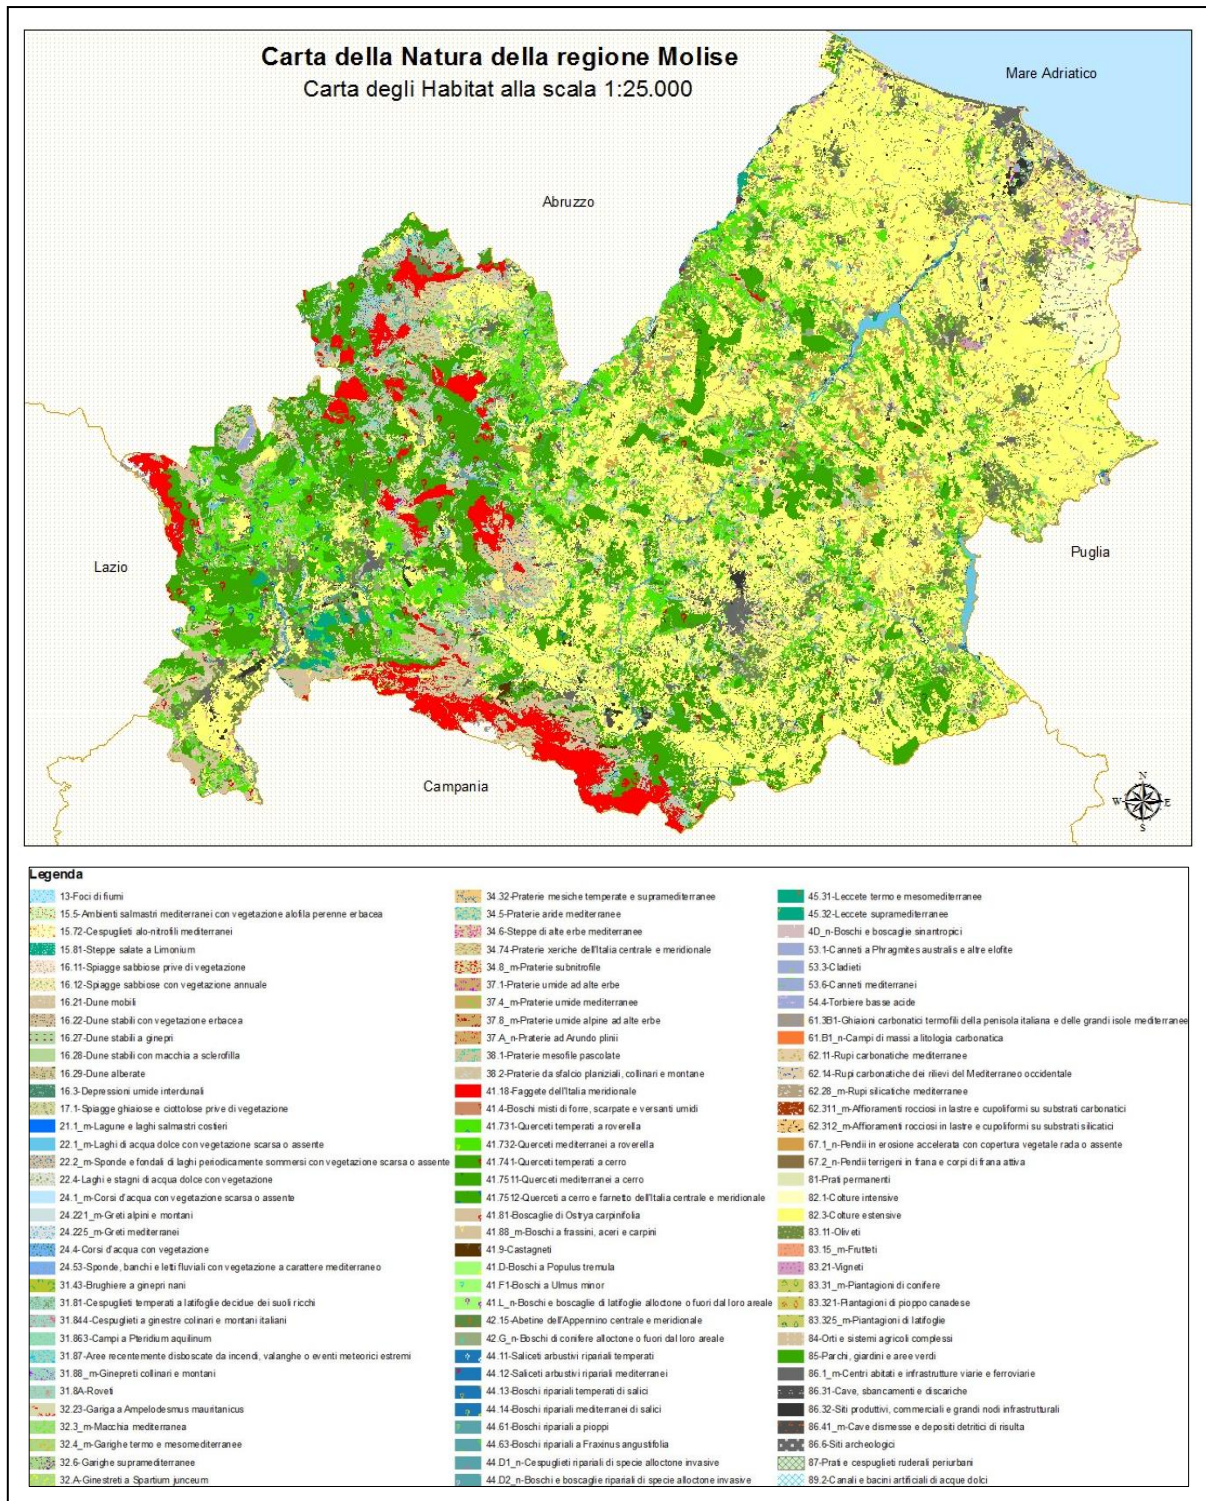 Carta della Natura della regione Molise
Carta degli Habitat alla scala 1:25.000
Mare Adriatico
Abruzzo
Lazio
Puglia
Campania
N
W E
S
Legenda
13-Foci di fiumi
15.5-Ambienti salmastri mediterranei con vegetazione alofila perenne erbacea
15.72-Cespuglieti alo-nitrofili mediterranei
15.81-Steppe salate a Limonium
16.11-Spiagge sabbiose prive di vegetazione
16.12-Spiagge sabbiose con vegetazione annuale
16.21-Dune mobili
16.22-Dune stabili con vegetazione erbacea
16.27-Dune stabili a ginepri
16.28-Dune stabili con macchia a sclerofilla
16.29-Dune alberate
16.3-Depressioni umide interdunali
17.1-Spiagge ghiaiose e ciottolose prive di vegetazione
21.1_m-Lagune e laghi salmastri costieri
22.1_m-Laghi di acqua dolce con vegetazione scarsa o assente
22.2_m-Sponde e fondali di laghi periodicamente sommersi con vegetazione scarsa o assente
22.4-Laghi e stagni di acqua dolce con vegetazione
24.1_m-Corsi d'acqua con vegetazione scarsa o assente
24.221_m-Greti alpini e montani
24.225_m-Greti mediterranei
24.4-Corsi d'acqua con vegetazione
24.53-Sponde, banchi e letti fluviali con vegetazione a carattere mediterraneo
31.43-Brughiere a ginepri nani
31.81-Cespuglieti temperati a latifoglie decidue dei suoli ricchi
31.844-Cespuglieti a ginestre collinari e montani italiani
31.863-Campi a Pteridium aquilinum
31.87-Aree recentemente disboscate da incendi, valanghe o eventi meteorici estremi
31.88_m-Ginepreti collinari e montani
31.8A-Roveti
32.23-Gariga a Ampelodesmus mauritanicus
32.3_m-Macchia mediterranea
32.4_m-Garighe termo e mesomediterranee
32.6-Garighe supramediterranee
32.A-Ginestreti a Spartium junceum
34.32-Praterie mesiche temperate e supramediterranee
34.5-Praterie aride mediterranee
34.6-Steppe di alte erbe mediterranee
34.74-Praterie xeriche dell'Italia centrale e meridionale
34.8_m-Praterie subnitrofile
37.1-Praterie umide ad alte erbe
37.4_m-Praterie umide mediterranee
37.8_m-Praterie umide alpine ad alte erbe
37.A_n-Praterie ad Arundo plinii
38.1-Praterie mesofile pascolate
38.2-Praterie da sfalcio planiziali, collinari e montane
41.18-Faggete dell'Italia meridionale
41.4-Boschi misti di forre, scarpate e versanti umidi
41.731-Querceti temperati a roverella
41.732-Querceti mediterranei a roverella
41.741-Querceti temperati a cerro
41.7511-Querceti mediterranei a cerro
41.7512-Querceti a cerro e farnetto dell'Italia centrale e meridionale
41.81-Boscaglie di Ostrya carpinifolia
41.88_m-Boschi a frassini, aceri e carpini
41.9-Castagneti
41.D-Boschi a Populus tremula
41.F1-Boschi a Ulmus minor
41.L_n-Boschi e boscaglie di latifoglie alloctone o fuori dal loro areale
42.15-Abetine dell'Appennino centrale e meridionale
42.G_n-Boschi di conifere alloctone o fuori dal loro areale
44.11-Saliceti arbustivi ripariali temperati
44.12-Saliceti arbustivi ripariali mediterranei
44.13-Boschi ripariali temperati di salici
44.14-Boschi ripariali mediterranei di salici
44.61-Boschi ripariali a pioppi
44.63-Boschi ripariali a Fraxinus angustifolia
44.D1_n-Cespuglieti ripariali di specie alloctone invasive
44.D2_n-Boschi e boscaglie ripariali di specie alloctone invasive
45.31-Leccete termo e mesomediterranee
45.32-Leccete supramediterranee
4D_n-Boschi e boscaglie sinantropici
53.1-Canneti a Phragmites australis e altre elofite
53.3-Cladieti
53.6-Canneti mediterranei
54.4-Torbiere basse acide
61.3B1-Ghiaioni carbonatici termofili della penisola italiana e delle grandi isole mediterranee
61.B1_n-Campi di massi a litologia carbonatica
62.11-Rupi carbonatiche mediterranee
62.14-Rupi carbonatiche dei rilievi del Mediterraneo occidentale
62.28_m-Rupi silicatiche mediterranee
62.311_m-Affioramenti rocciosi in lastre e cupoliformi su substrati carbonatici
62.312_m-Affioramenti rocciosi in lastre e cupoliformi su substrati silicatici
67.1_n-Pendii in erosione accelerata con copertura vegetale rada o assente
67.2_n-Pendii terrigeni in frana e corpi di frana attiva
81-Prati permanenti
82.1-Colture intensive
82.3-Colture estensive
83.11-Oliveti
83.15_m-Frutteti
83.21-Vigneti
83.31_m-Piantagioni di conifere
83.321-Piantagioni di pioppo canadese
83.325_m-Piantagioni di latifoglie
84-Orti e sistemi agricoli complessi
85-Parchi, giardini e aree verdi
86.1_m-Centri abitati e infrastrutture viarie e ferroviarie
86.31-Cave, sbancamenti e discariche
86.32-Siti produttivi, commerciali e grandi nodi infrastrutturali
86.41_m-Cave dismesse e depositi detritici di risulta
86.6-Siti archeologici
87-Prati e cespuglieti ruderali periurbani
89.2-Canali e bacini artificiali di acque dolci